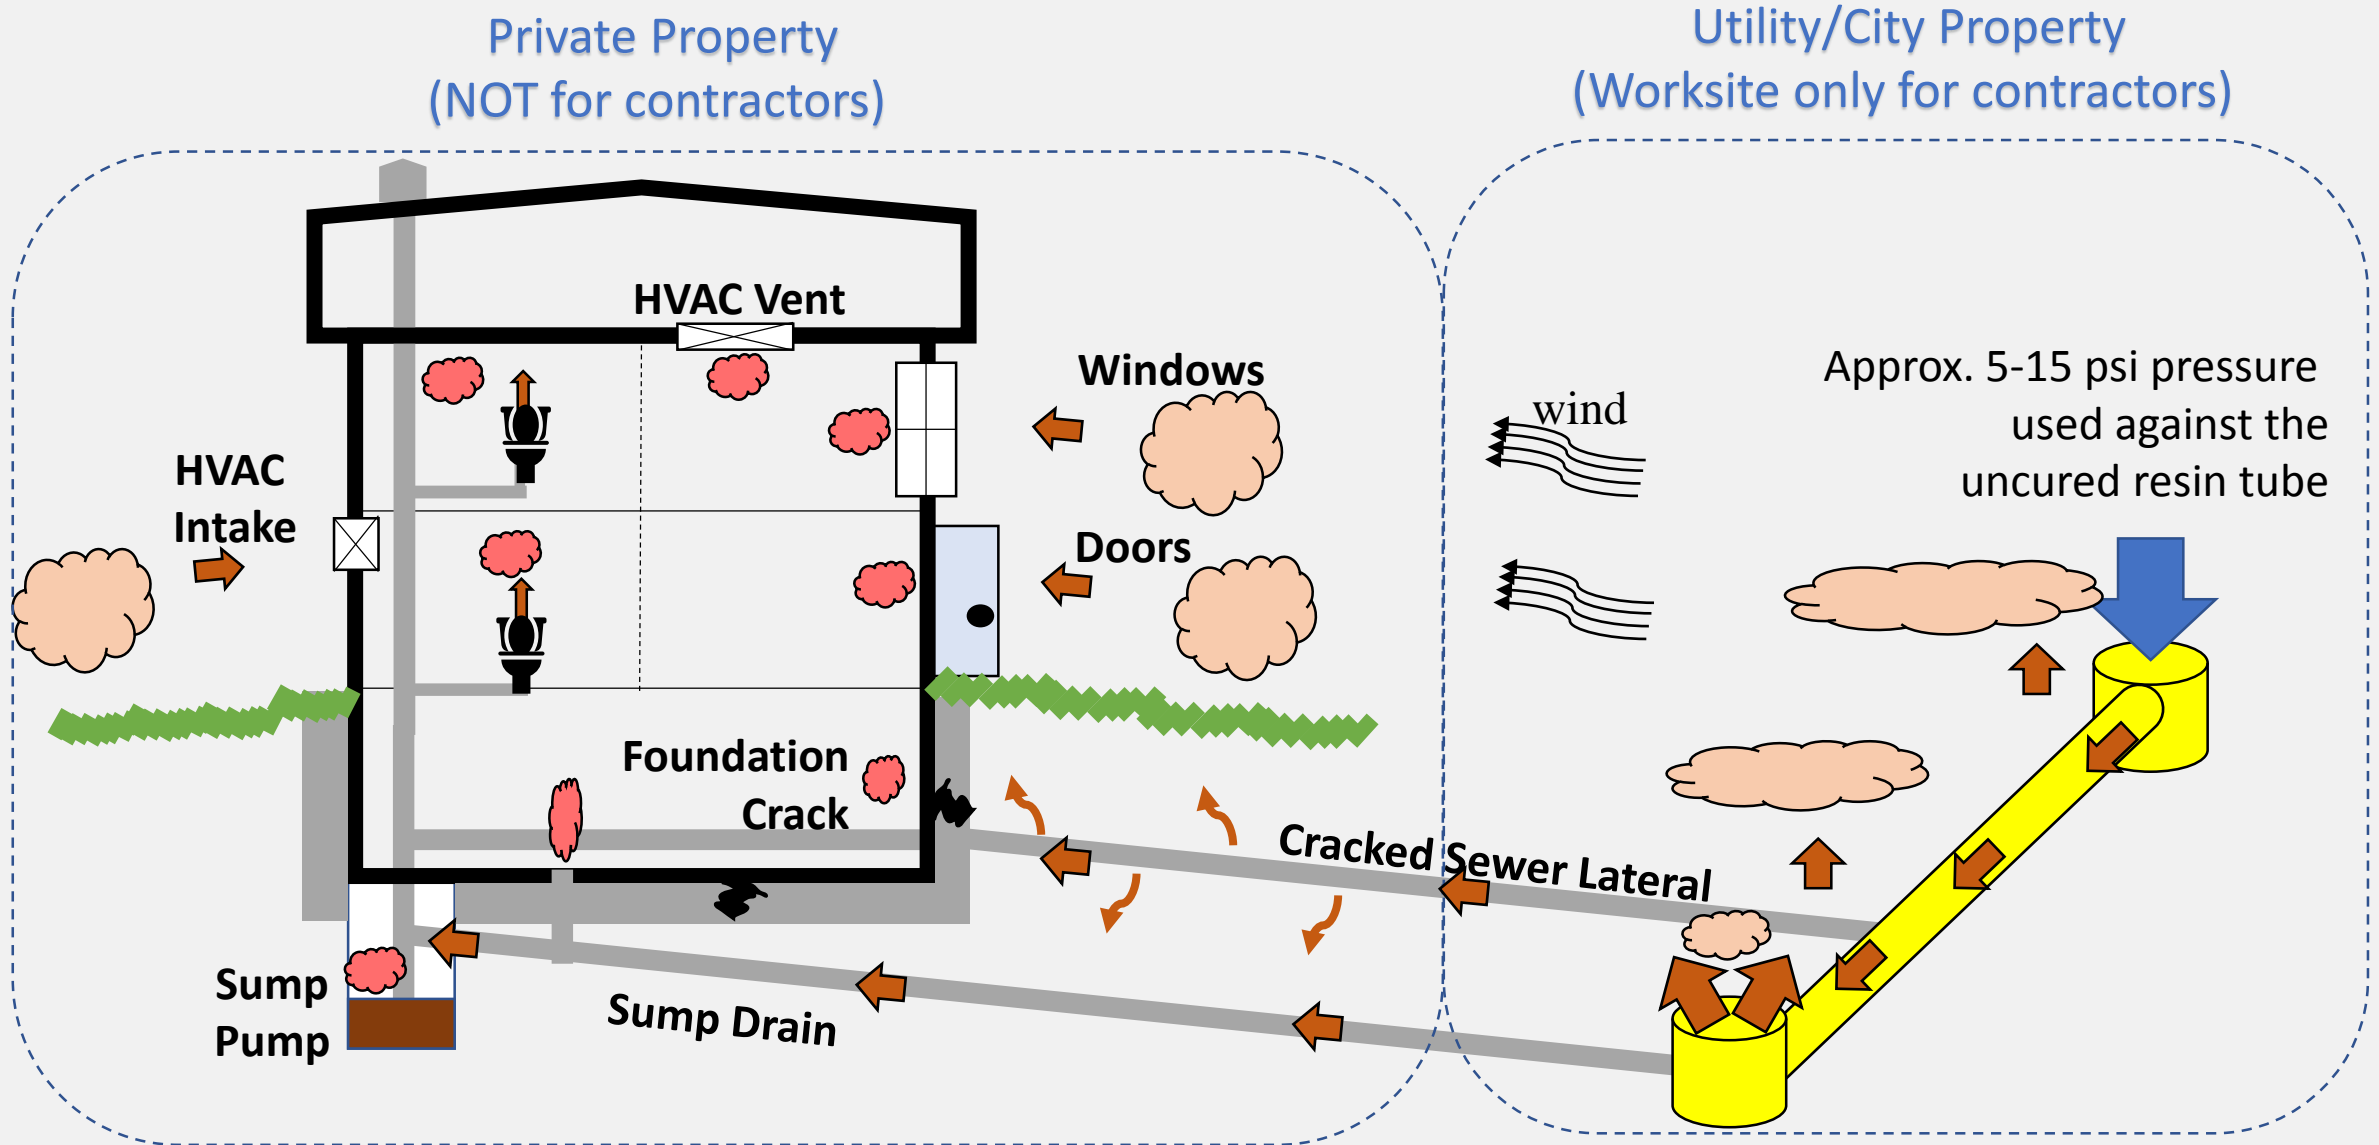 Private Property
(NOT for contractors)
Utility/City Property
(Worksite only for contractors)
HVAC Vent
Windows
wind
Approx. 5-15 psi pressure
used against the
uncured resin tube
HVAC
Intake
Doors
Foundation
Crack
Cracked Sewer Lateral
Sump
Pump
Sump Drain